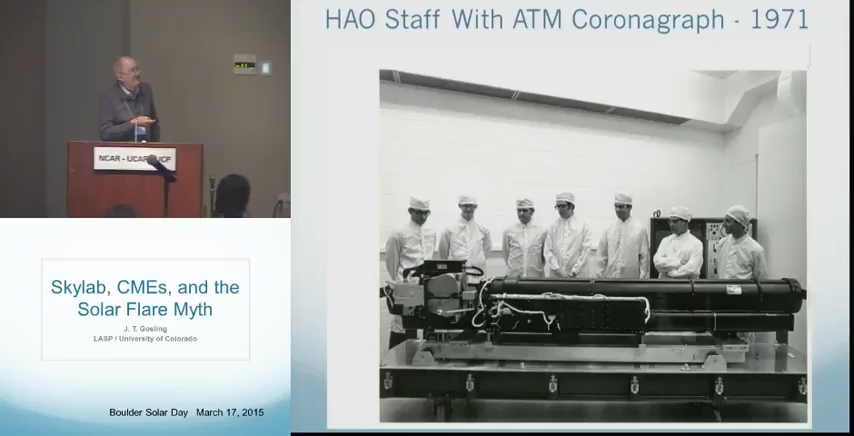 HAO Staff With ATM Coronagraph - 1971
NCAR - UCAR
Skylab, CMEs, and the
Solar Flare Myth
J. T. Gosling
LASP / University of Colorado
Boulder Solar Day March 17, 2015